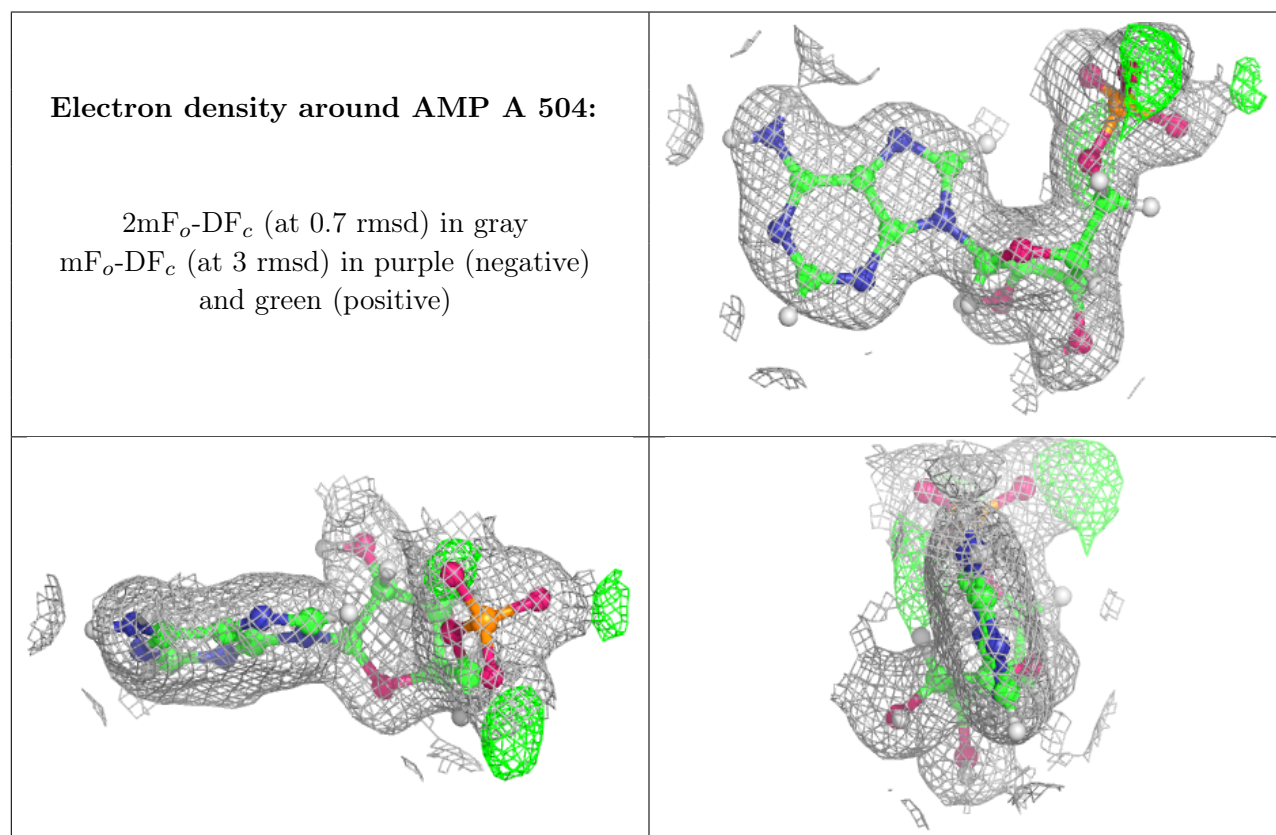 Electron density around AMP A 504:
2mFₒ-DF𝒸 (at 0.7 rmsd) in gray
mFₒ-DF𝒸 (at 3 rmsd) in purple (negative)
and green (positive)